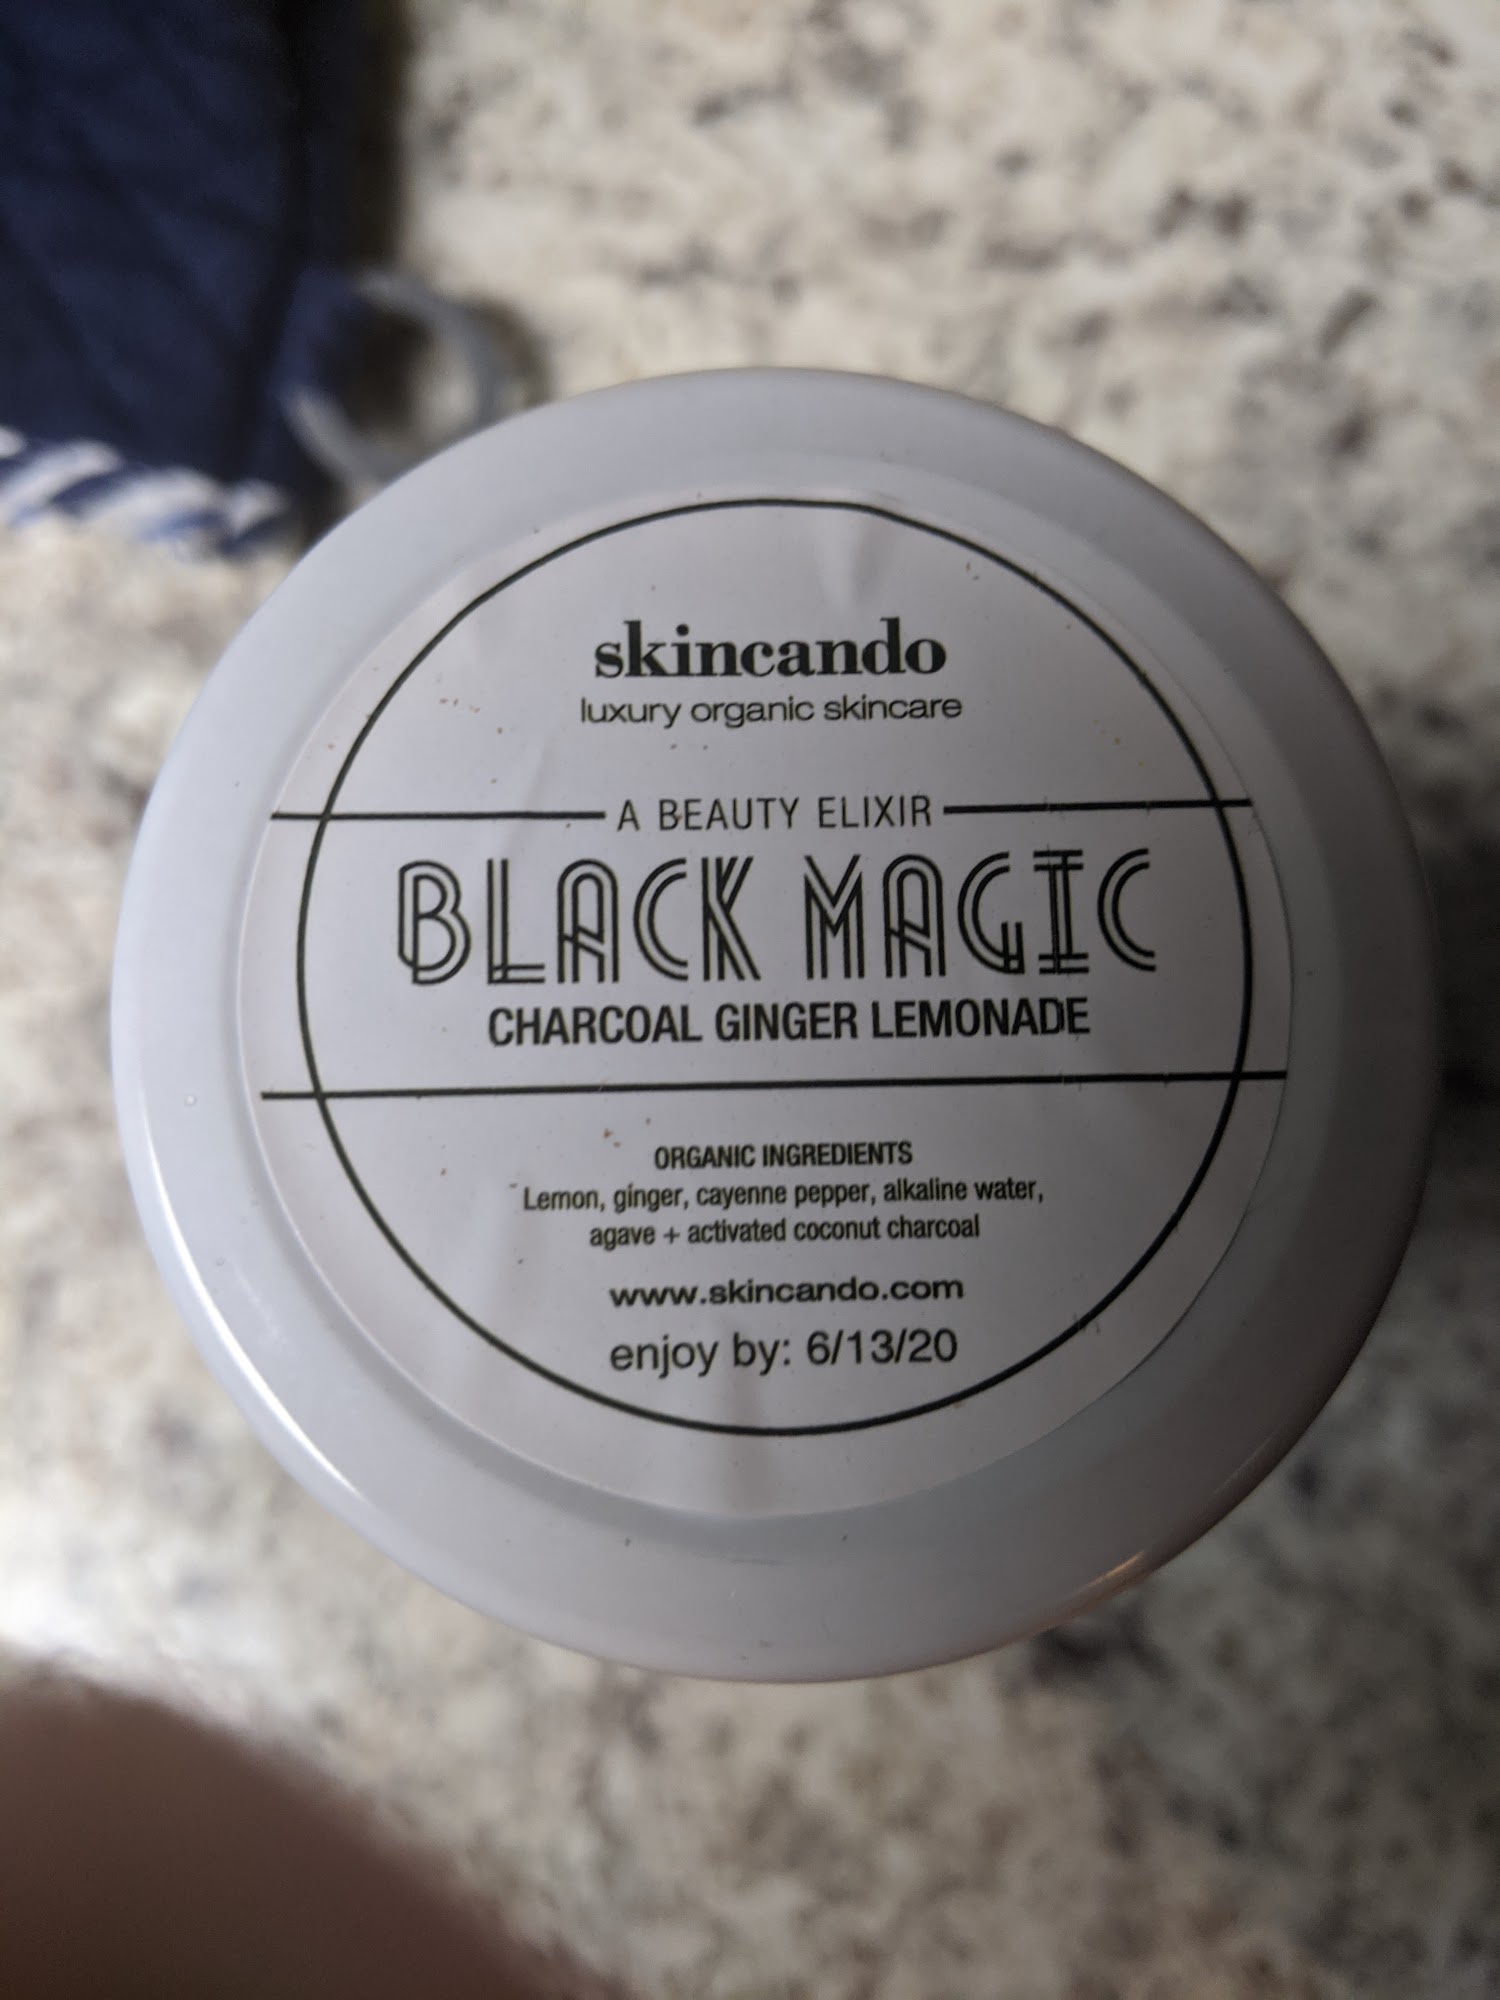 skincando
luxury organic skincare
A BEAUTY ELIXIR
BLACK MAGIC
CHARCOAL GINGER LEMONADE
ORGANIC INGREDIENTS
Lemon, ginger, cayenne pepper, alkaline water,
agave + activated coconut charcoal
www.skincando.com
enjoy by: 6/13/20